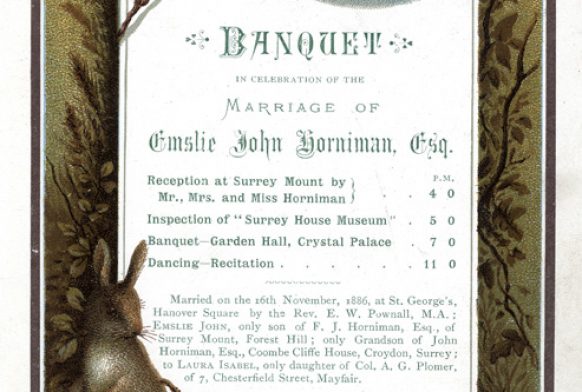 BANQUET
IN CELEBRATION OF THE
MARRIAGE OF
Emslie John Horniman, Esq.
P.M.
Reception at Surrey Mount by
Mr., Mrs. and Miss Horniman } . 4 0
Inspection of "Surrey House Museum" . 5 0
Banquet—Garden Hall, Crystal Palace . 7 0
Dancing—Recitation . . . . . . 11 0
Married on the 16th November, 1886, at St. George's,
Hanover Square by the Rev. E. W. Pownall, M.A.;
EMSLIE JOHN, only son of F. J. Horniman, Esq., of
Surrey Mount, Forest Hill; only Grandson of John
Horniman, Esq., Coombe Cliffe House, Croydon, Surrey;
to LAURA ISABEL, only daughter of Col. A. G. Plomer,
of 7, Chesterfield Street, Mayfair.